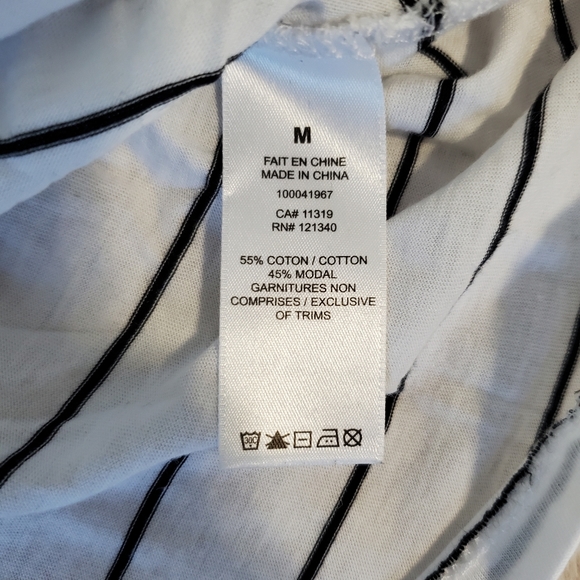 M
FAIT EN CHINE
MADE IN CHINA
100041967
CA# 11319
RN# 121340
55% COTON / COTTON
45% MODAL
GARNITURES NON
COMPRISES / EXCLUSIVE
OF TRIMS
30C